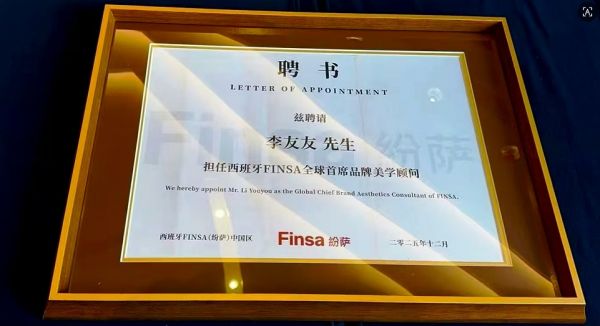 聘书
LETTER OF APPOINTMENT
兹聘请
李友友 先生
担任西班牙FINSA全球首席品牌美学顾问
We hereby appoint Mr. Li Youyou as the Global Chief Brand Aesthetics Consultant of FINSA.
西班牙FINSA(纷萨)中国区
Finsa 纷萨
二零二五年十二月
Finsa 纷萨